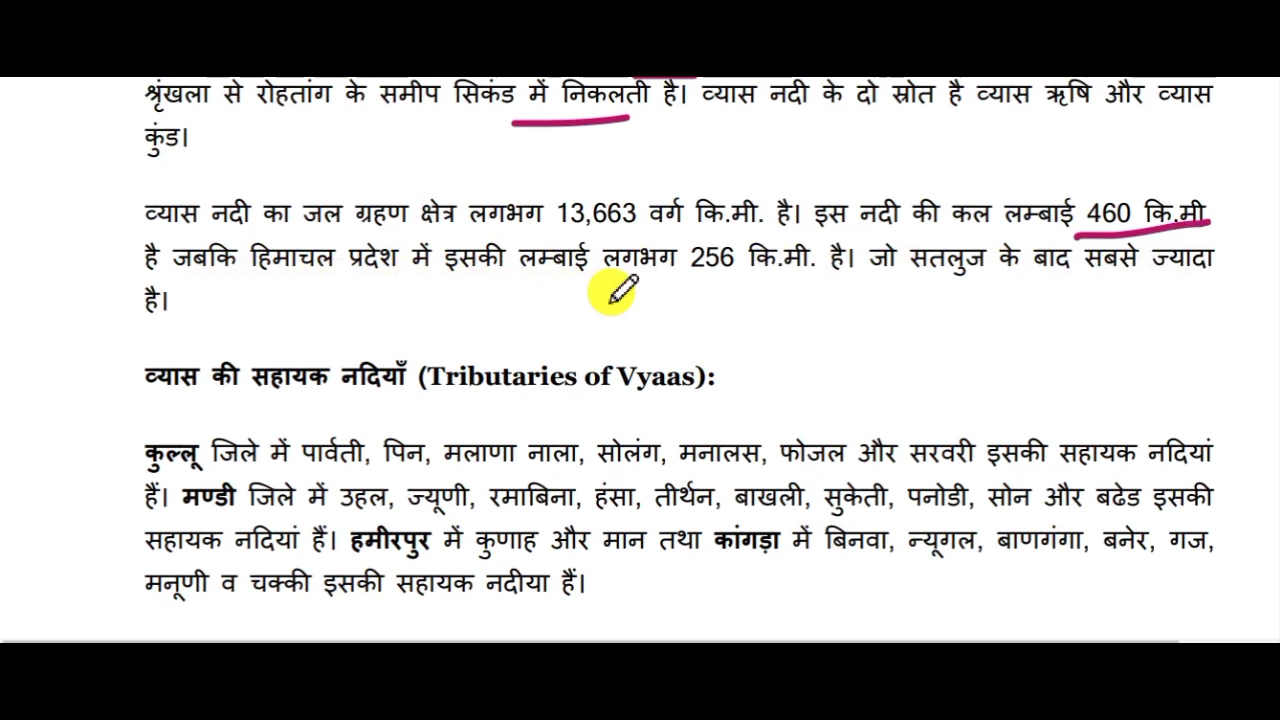 श्रृंखला से रोहतांग के समीप सिकंड में निकलती है। व्यास नदी के दो स्रोत है व्यास ऋषि और व्यास
कुंड।
व्यास नदी का जल ग्रहण क्षेत्र लगभग 13,663 वर्ग कि.मी. है। इस नदी की कल लम्बाई 460 कि.मी.
है जबकि हिमाचल प्रदेश में इसकी लम्बाई लगभग 256 कि.मी. है। जो सतलुज के बाद सबसे ज्यादा
है।
व्यास की सहायक नदियाँ (Tributaries of Vyaas):
कुल्लू जिले में पार्वती, पिन, मलाणा नाला, सोलंग, मनालस, फोजल और सरवरी इसकी सहायक नदियां
हैं। मण्डी जिले में उहल, ज्यूणी, रमाबिना, हंसा, तीर्थन, बाखली, सुकेती, पनोडी, सोन और बढेड इसकी
सहायक नदियां हैं। हमीरपुर में कुणाह और मान तथा कांगड़ा में बिनवा, न्यूगल, बाणगंगा, बनेर, गज,
मनूणी व चक्की इसकी सहायक नदीया हैं।